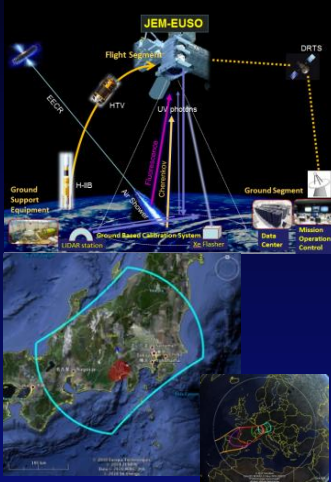 JEM-EUSO
Flight Segment
DRTS
HTV
EECR
UV photons
Fluorescence
Cherenkov
H-IIB
Air Shower
Ground
Support
Equipment
Ground Segment
LIDAR station
Ground Based Calibration System
Xe Flasher
Data
Center
Mission
Operation
Control